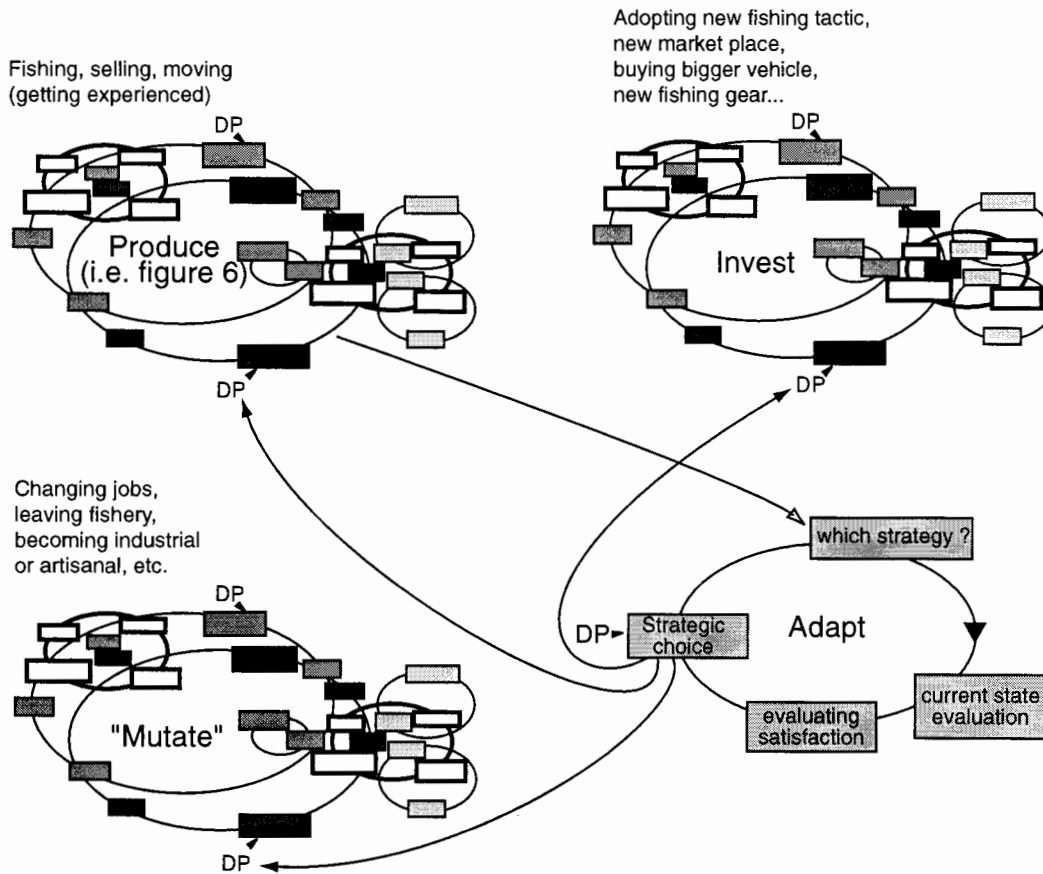 Adopting new fishing tactic,
new market place,
buying bigger vehicle,
new fishing gear...
Fishing, selling, moving
(getting experienced)
DP
DP
Produce
(i.e. figure 6)
Invest
DP
DP
Changing jobs,
leaving fishery,
becoming industrial
or artisanal, etc.
which strategy ?
DP
DP
Strategic
choice
Adapt
"Mutate"
evaluating
satisfaction
current state
evaluation
DP